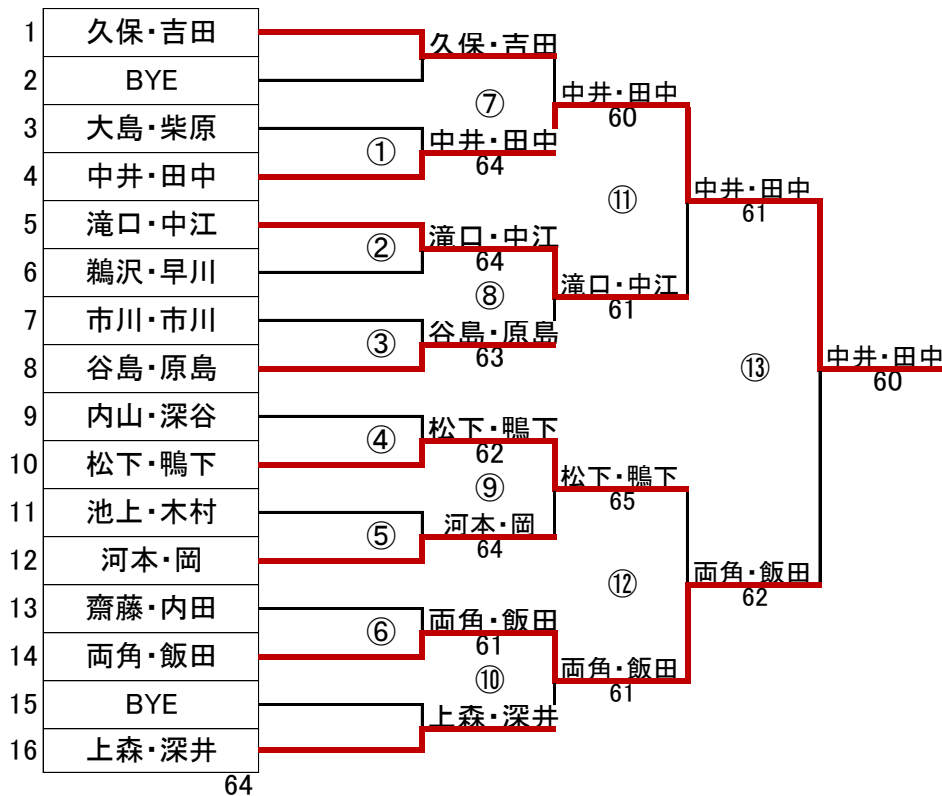 1 久保・吉田
2 BYE
3 大島・柴原
4 中井・田中
5 滝口・中江
6 鵜沢・早川
7 市川・市川
8 谷島・原島
9 内山・深谷
10 松下・鴨下
11 池上・木村
12 河本・岡
13 齋藤・内田
14 両角・飯田
15 BYE
16 上森・深井
64
①
②
③
④
⑤
⑥
久保・吉田
⑦
中井・田中
64
滝口・中江
64
⑧
谷島・原島
63
松下・鴨下
62
⑨
河本・岡
64
両角・飯田
61
⑩
上森・深井
中井・田中
60
⑪
滝口・中江
61
松下・鴨下
65
⑫
両角・飯田
61
中井・田中
61
⑬
両角・飯田
62
中井・田中
60